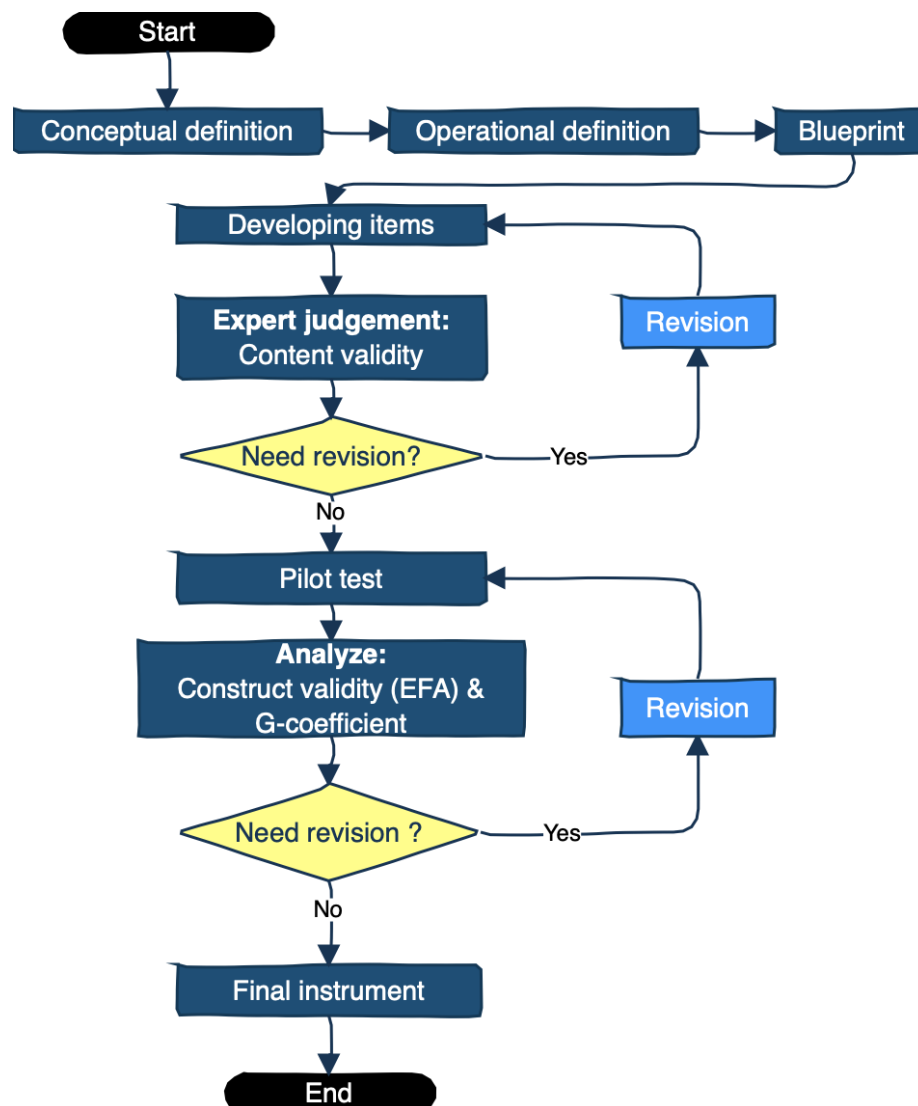 Start
Conceptual definition
Operational definition
Blueprint
Developing items
Expert judgement:
Content validity
Revision
Need revision?
Yes
No
Pilot test
Analyze:
Construct validity (EFA) &
G-coefficient
Revision
Need revision ?
Yes
No
Final instrument
End